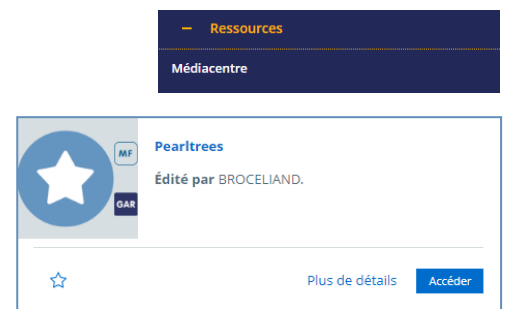 – Ressources
Médiacentre
MF
Pearltrees
Édité par BROCELIAND.
GAR
Plus de détails
Accéder